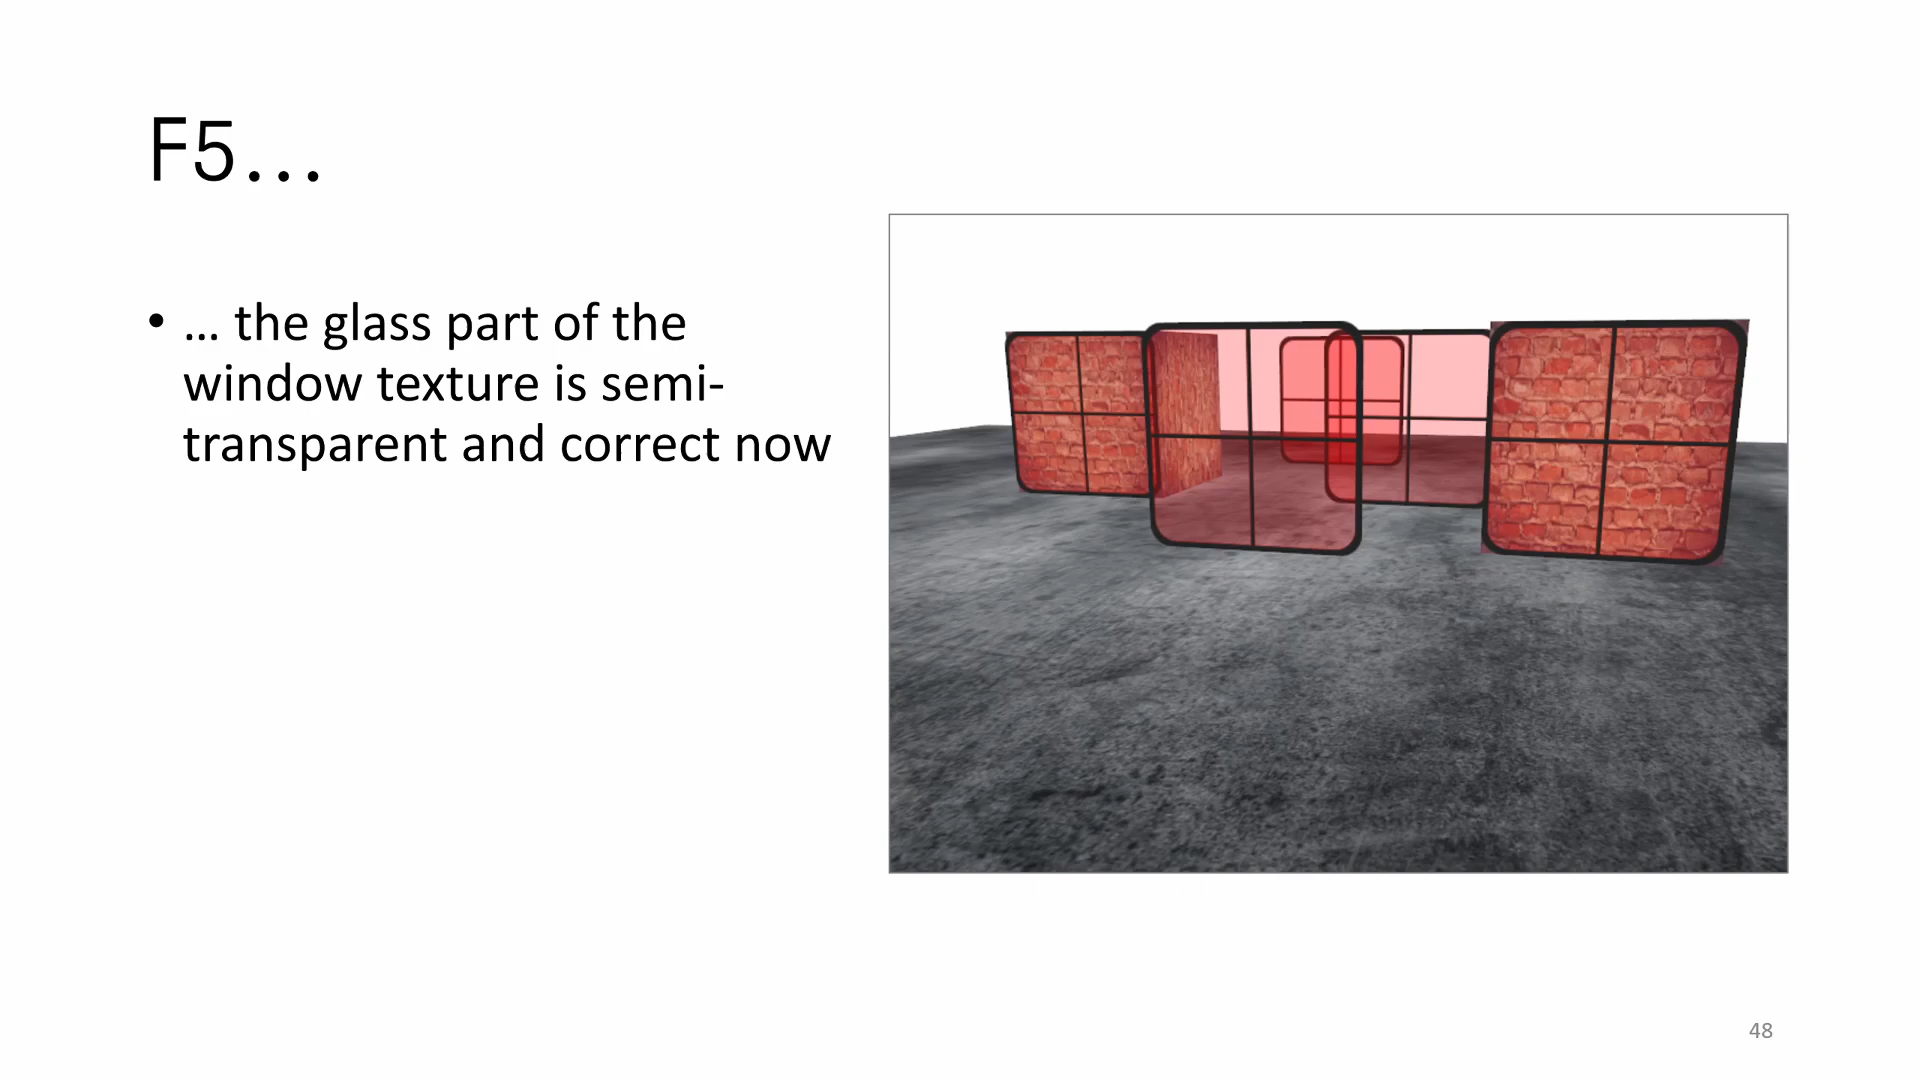 F5…
• … the glass part of the
window texture is semi-
transparent and correct now
48